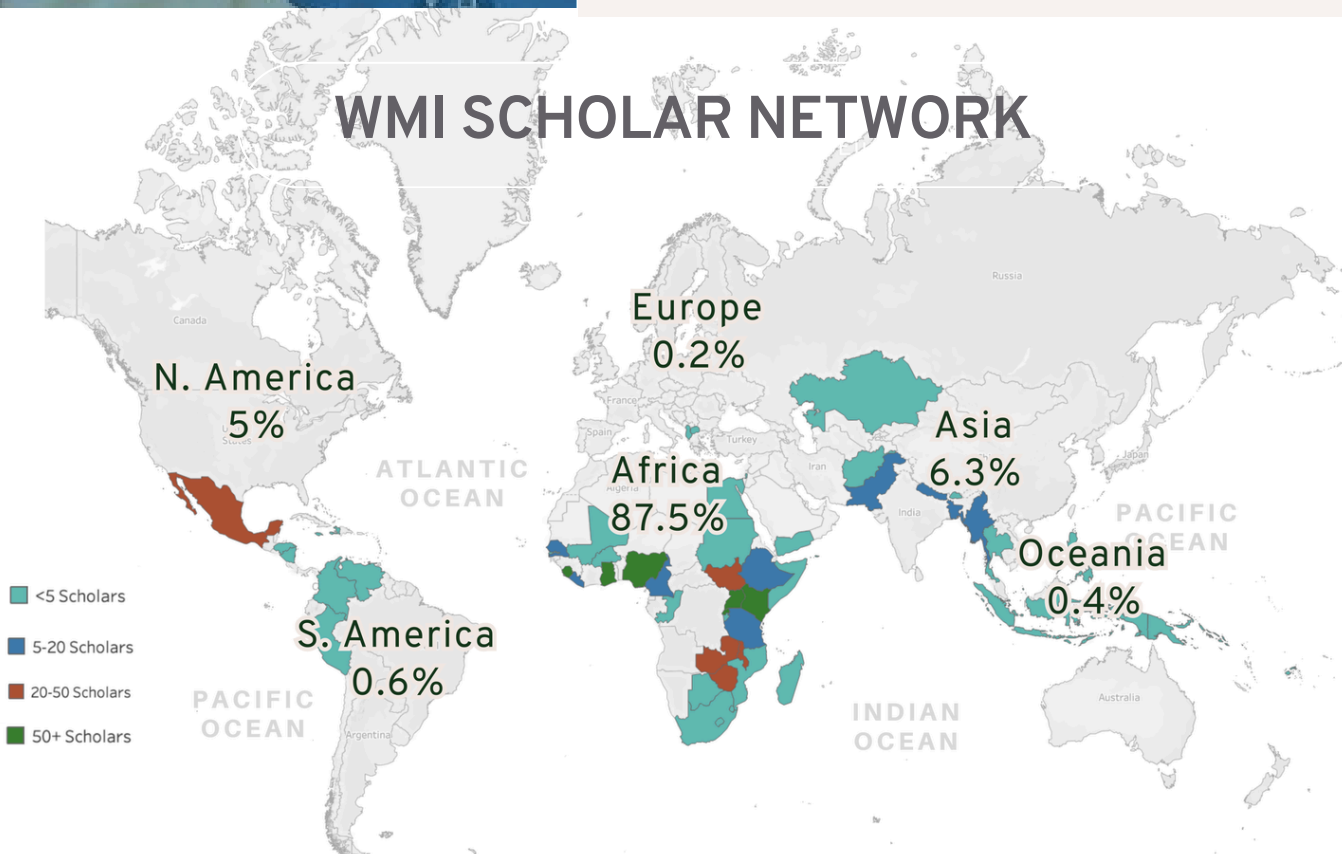 WMI SCHOLAR NETWORK
Russia
Canada
Europe
0.2%
N. America
5%
France
Spain
Turkey
Iran
Asia
6.3%
Japan
ATLANTIC
OCEAN
Africa
Algeria
87.5%
India
PACIFIC
OCEAN
Oceania
0.4%
<5 Scholars
5-20 Scholars
20-50 Scholars
50+ Scholars
S. America
0.6%
PACIFIC
OCEAN
Argentina
INDIAN
OCEAN
Australia